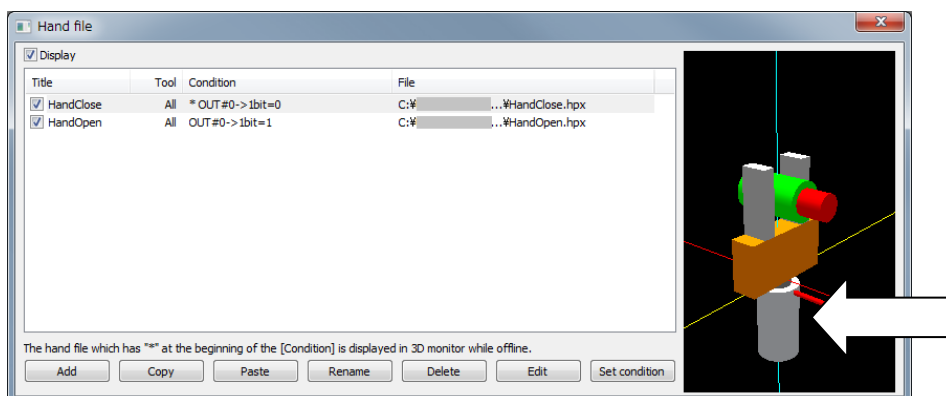 Hand file
Display
Title Tool Condition File
HandClose All * OUT#0->1bit=0 C:¥ ...¥HandClose.hpx
HandOpen All OUT#0->1bit=1 C:¥ ...¥HandOpen.hpx
The hand file which has "*" at the beginning of the [Condition] is displayed in 3D monitor while offline.
Add Copy Paste Rename Delete Edit Set condition